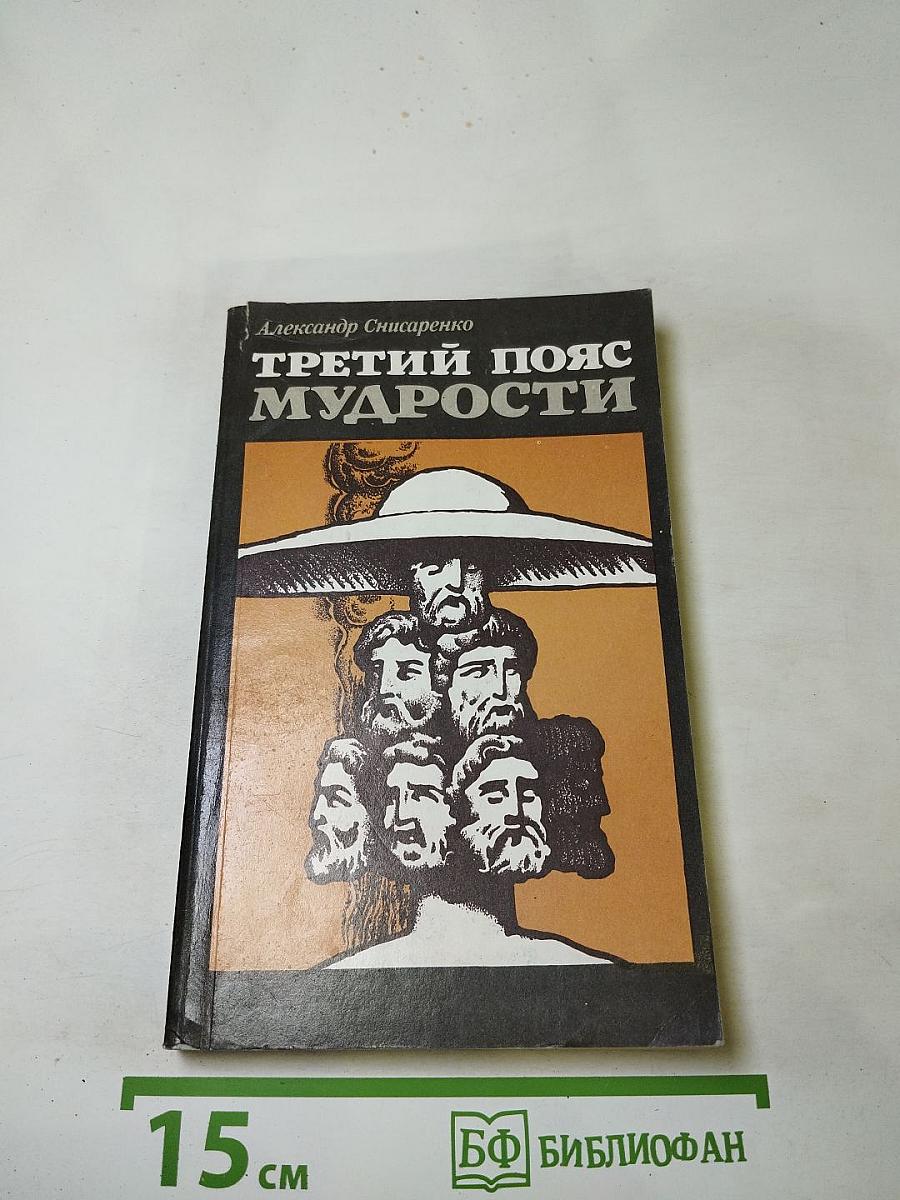 Александр Снисаренко
ТРЕТИЙ ПОЯС
МУДРОСТИ
15 см
БФ БИБЛИОФАН